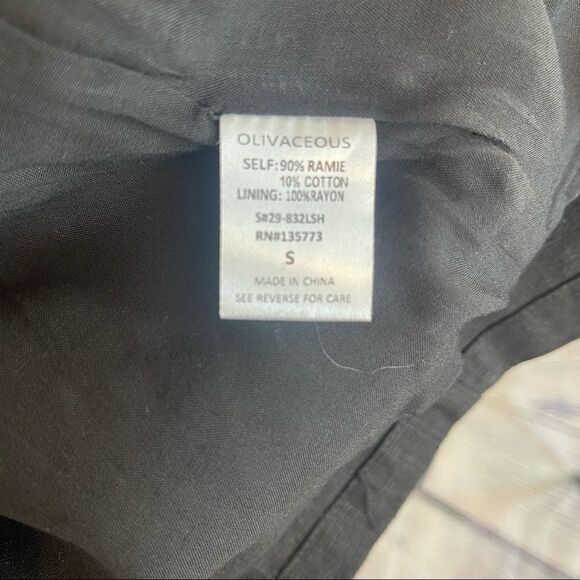 OLIVACEOUS
SELF:90% RAMIE
10% COTTON
LINING: 100%RAYON
S#29-832LSH
RN#135773
S
MADE IN CHINA
SEE REVERSE FOR CARE